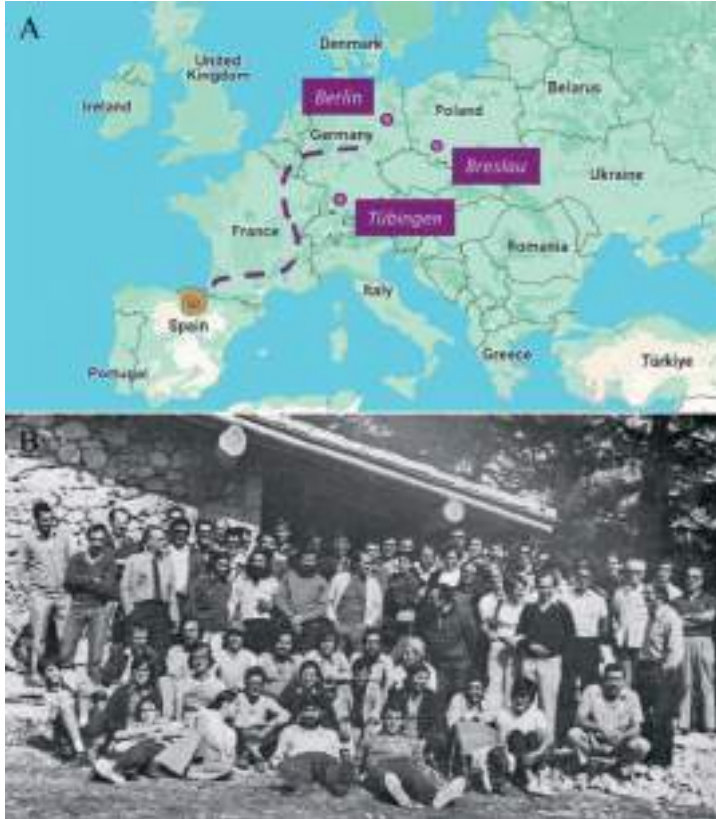 A
Denmark
United
Kingdom
Ireland
Berlin
Poland
Belarus
Germany
Breslau
Ukraine
Tübingen
France
Romania
Italy
Spain
Portugal
Greece
Türkiye
B